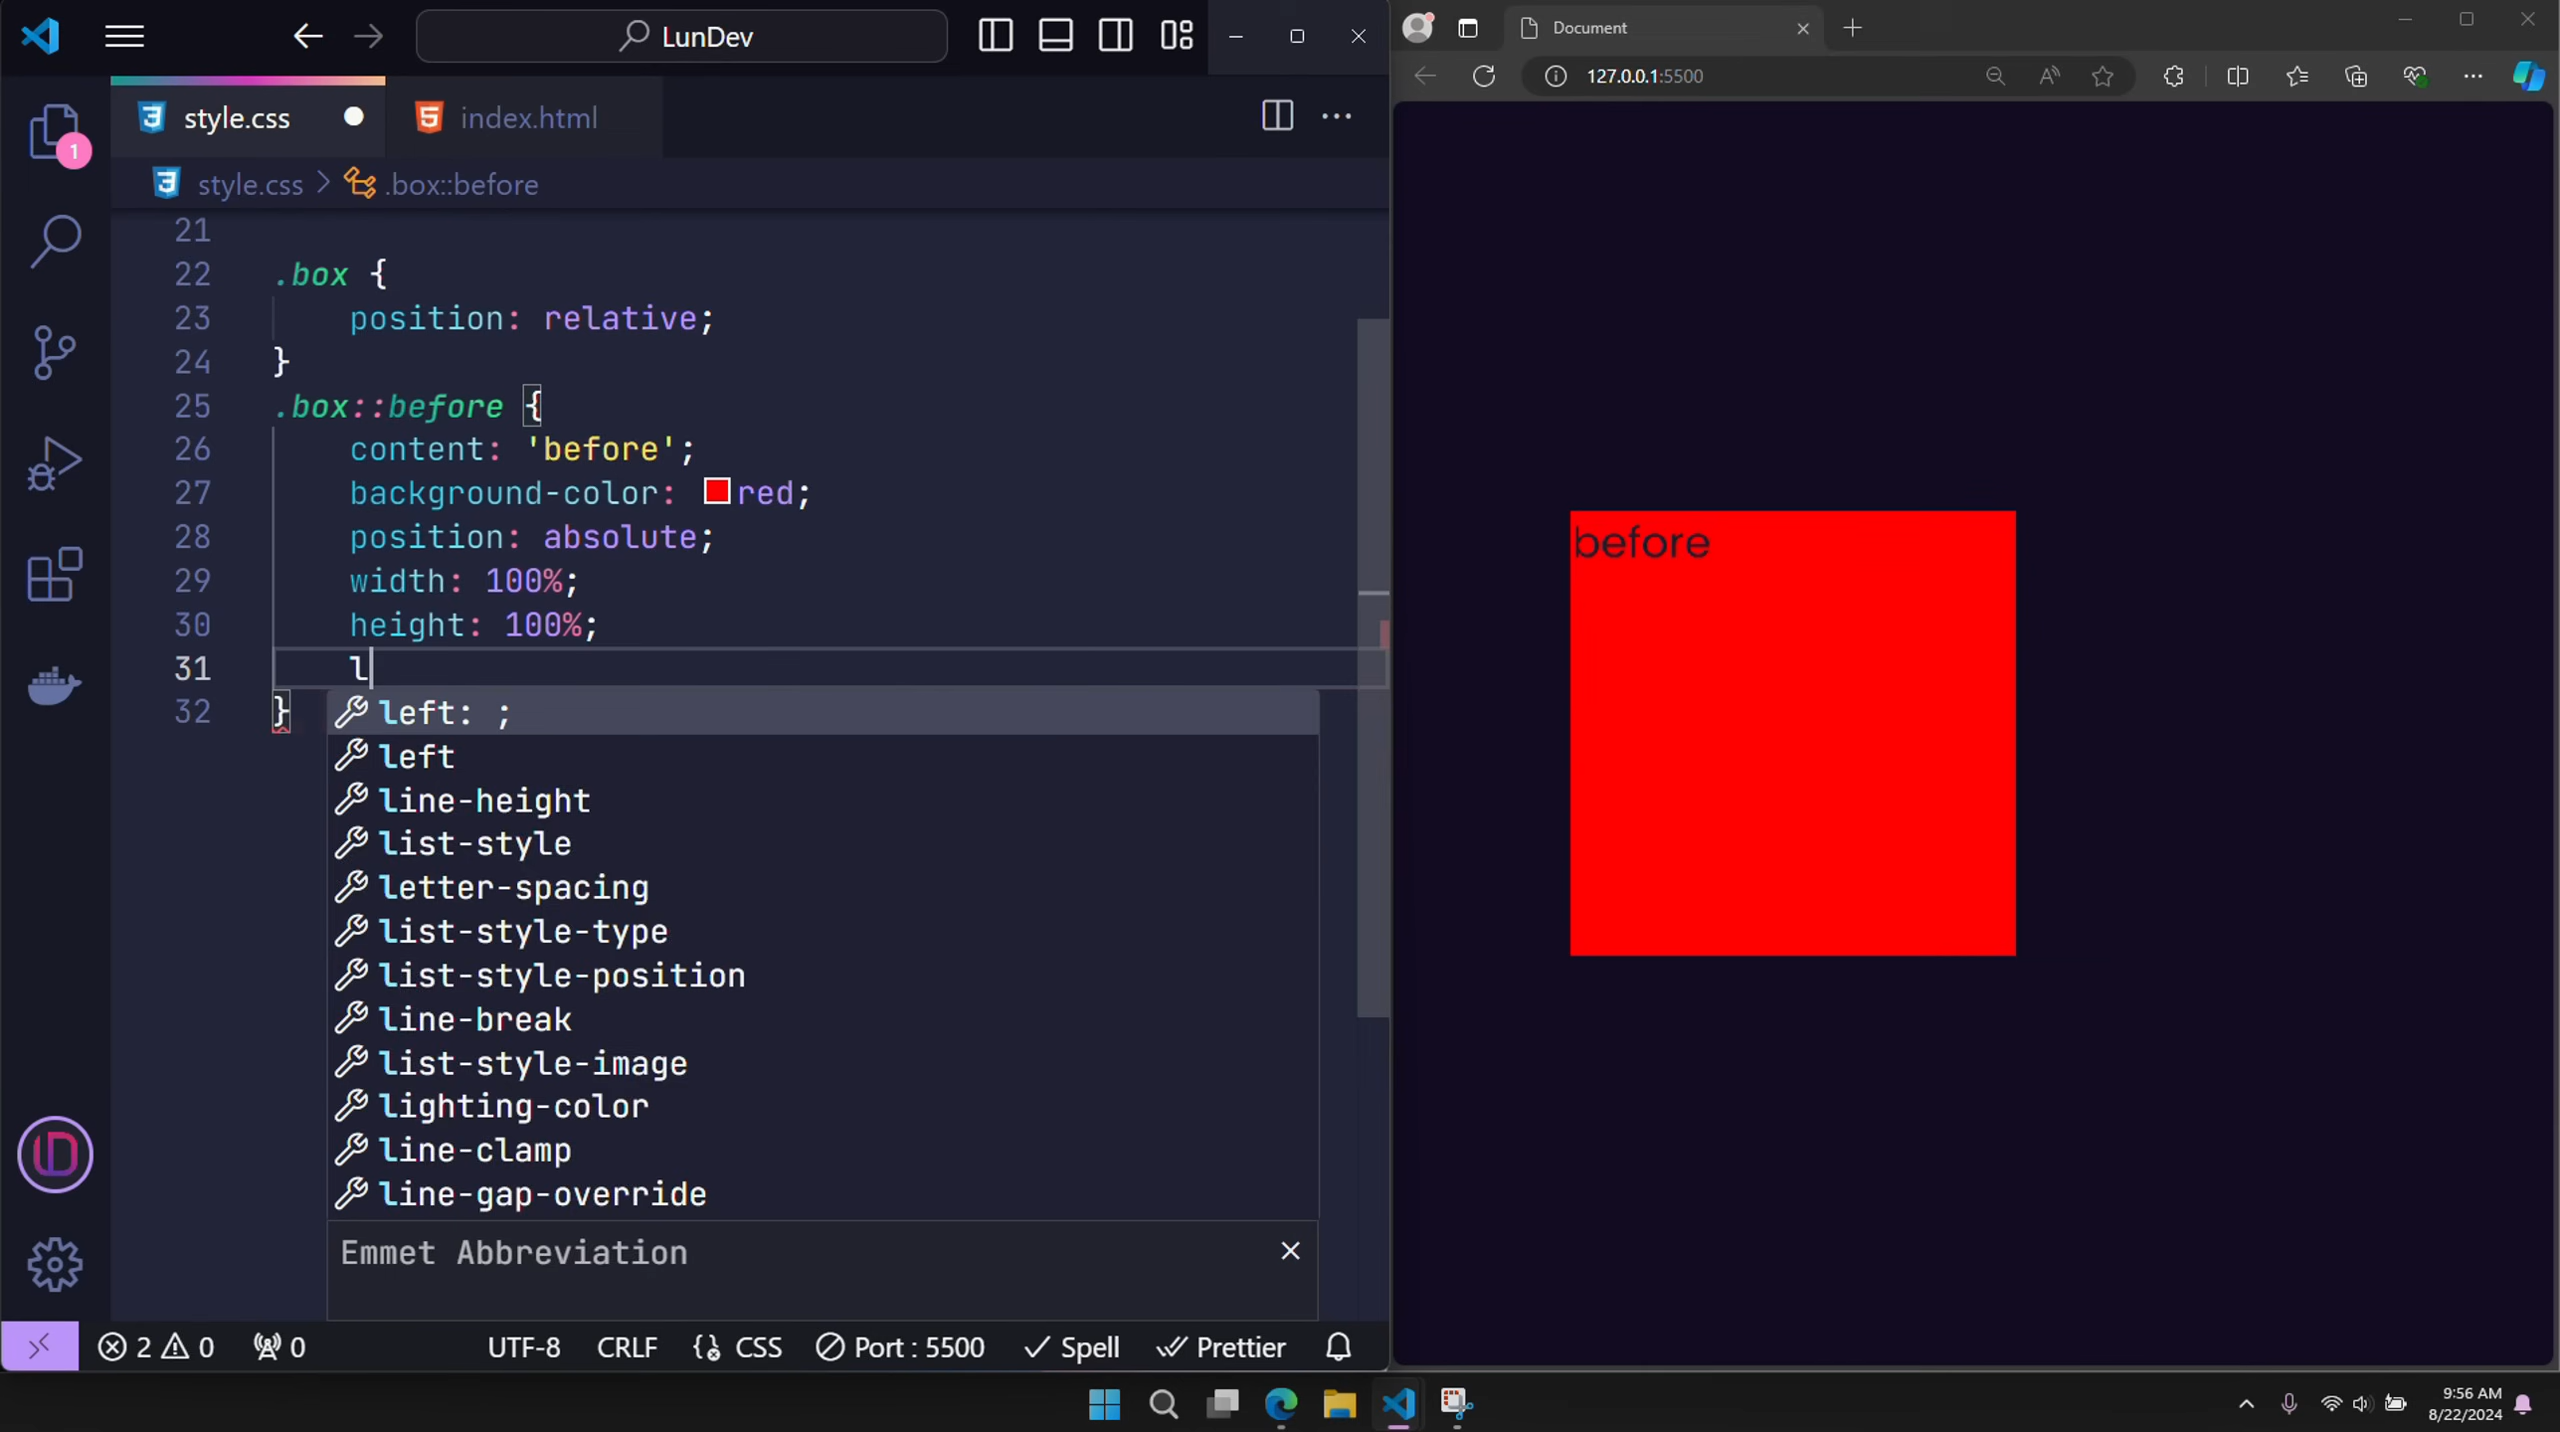 LunDev
style.css
index.html
1
style.css > .box::before
21
22 .box {
23 position: relative;
24 }
25 .box::before {
26 content: 'before';
27 background-color: red;
28 position: absolute;
29 width: 100%;
30 height: 100%;
31 l
32 }
left: ;
left
line-height
list-style
letter-spacing
list-style-type
list-style-position
line-break
list-style-image
lighting-color
line-clamp
line-gap-override
Emmet Abbreviation
2 0 0 UTF-8 CRLF CSS Port : 5500 Spell Prettier
Document
127.0.0.1:5500
before
9:56 AM
8/22/2024